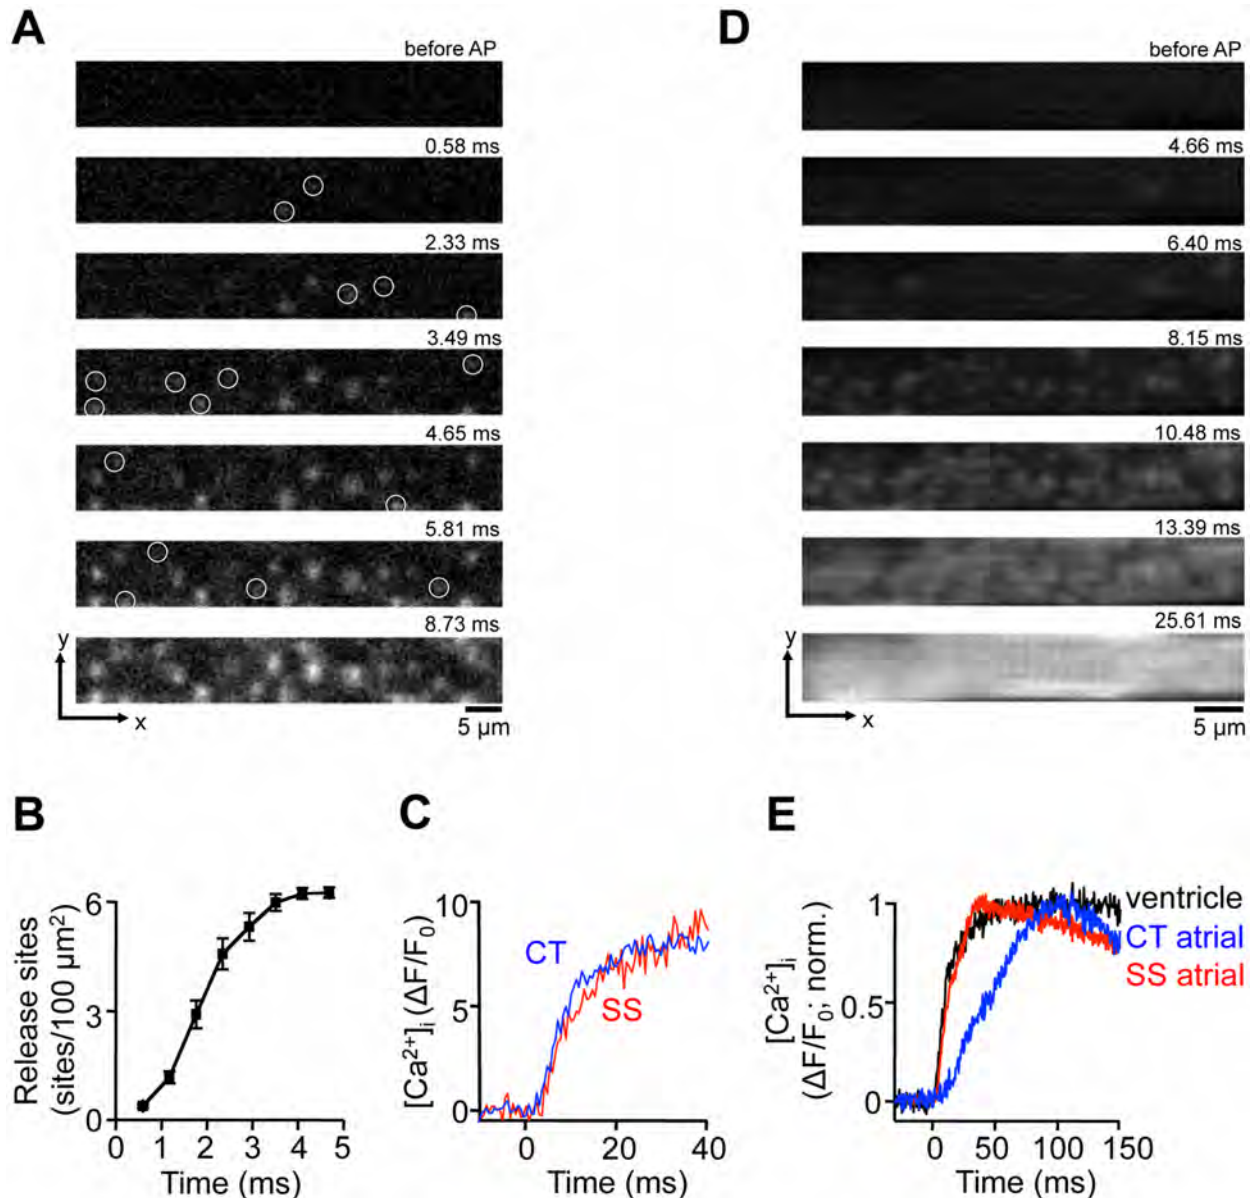 A
before AP
0.58 ms
2.33 ms
3.49 ms
4.65 ms
5.81 ms
8.73 ms
y
x
5 µm
D
before AP
4.66 ms
6.40 ms
8.15 ms
10.48 ms
13.39 ms
25.61 ms
y
x
5 µm
B
Release sites
(sites/100 µm²)
6
3
0
0 1 2 3 4 5
Time (ms)
C
[Ca²⁺]ᵢ (ΔF/F₀)
10
5
0
CT
SS
0 20 40
Time (ms)
E
[Ca²⁺]ᵢ
(ΔF/F₀; norm.)
1
0.5
0
ventricle
CT atrial
SS atrial
0 50 100 150
Time (ms)